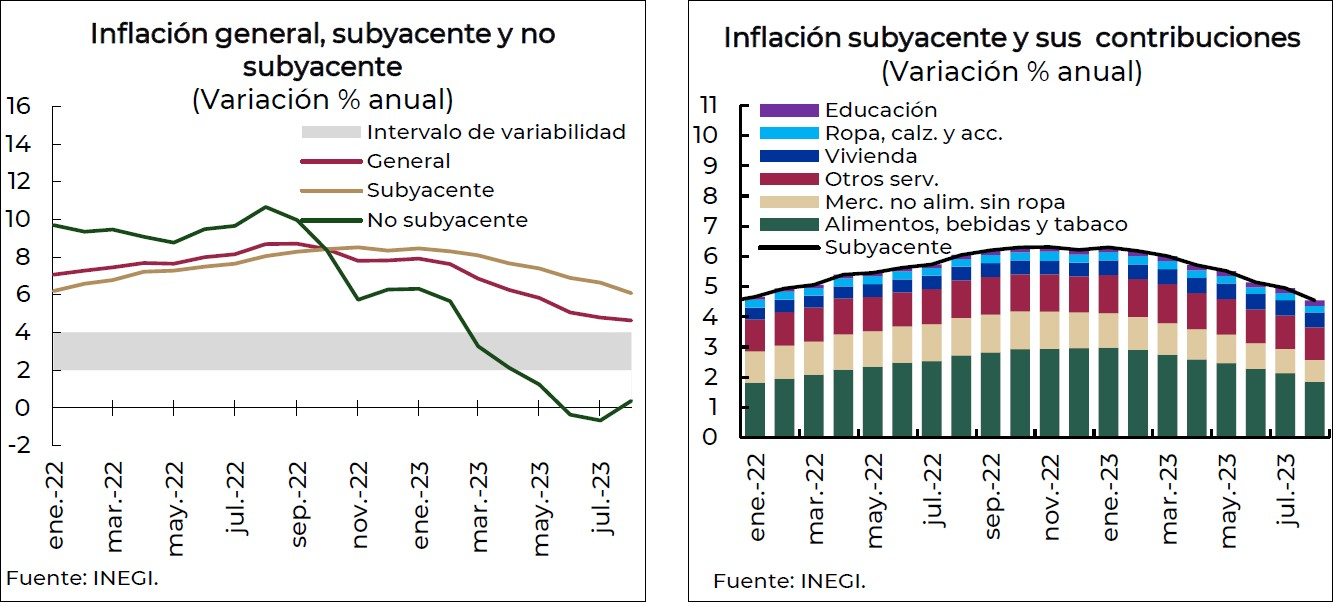 Inflación general, subyacente y no
subyacente
(Variación % anual)
16
14
12
10
8
6
4
2
0
-2
Intervalo de variabilidad
General
Subyacente
No subyacente
ene.-22
mar.-22
may.-22
jul.-22
sep.-22
nov.-22
ene.-23
mar.-23
may.-23
jul.-23
Fuente: INEGI.
Inflación subyacente y sus contribuciones
(Variación % anual)
11
10
9
8
7
6
5
4
3
2
1
0
Educación
Ropa, calz. y acc.
Vivienda
Otros serv.
Merc. no alim. sin ropa
Alimentos, bebidas y tabaco
Subyacente
ene.-22
mar.-22
may.-22
jul.-22
sep.-22
nov.-22
ene.-23
mar.-23
may.-23
jul.-23
Fuente: INEGI.